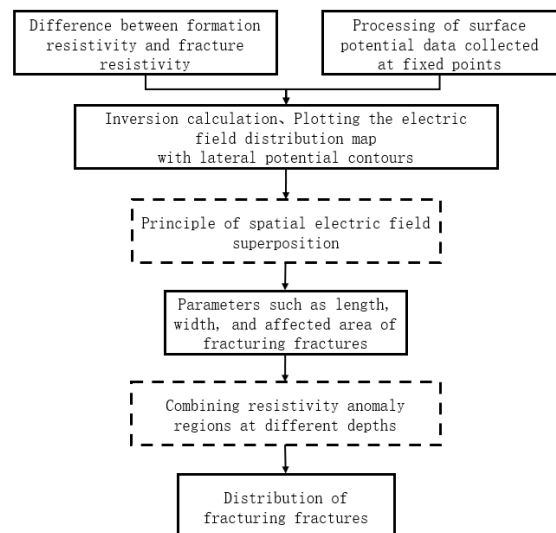 Difference between formation
resistivity and fracture
resistivity
Processing of surface
potential data collected
at fixed points
Inversion calculation、Plotting the electric
field distribution map
with lateral potential contours
Principle of spatial electric field
superposition
Parameters such as length,
width, and affected area of
fracturing fractures
Combining resistivity anomaly
regions at different depths
Distribution of
fracturing fractures